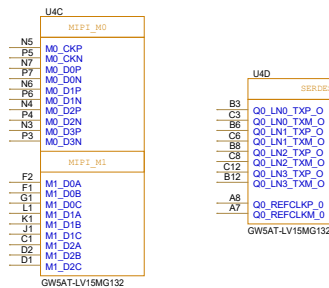 U4C
MIPI_M0
N5 M0_CKP
P5 M0_CKN
N7 M0_D0P
P7 M0_D0N
N6 M0_D1P
P6 M0_D1N
N4 M0_D2P
P4 M0_D2N
N3 M0_D3P
P3 M0_D3N
MIPI_M1
F2 M1_D0A
F1 M1_D0B
G1 M1_D0C
L1 M1_D1A
K1 M1_D1B
J1 M1_D1C
C1 M1_D2A
D2 M1_D2B
D1 M1_D2C
GW5AT-LV15MG132
U4D
SERDES
B3 Q0_LN0_TXP_O
C3 Q0_LN0_TXM_O
B6 Q0_LN1_TXP_O
C6 Q0_LN1_TXM_O
B8 Q0_LN2_TXP_O
C8 Q0_LN2_TXM_O
C12 Q0_LN3_TXP_O
B12 Q0_LN3_TXM_O
A8 Q0_REFCLKP_0
A7 Q0_REFCLKM_0
GW5AT-LV15MG132